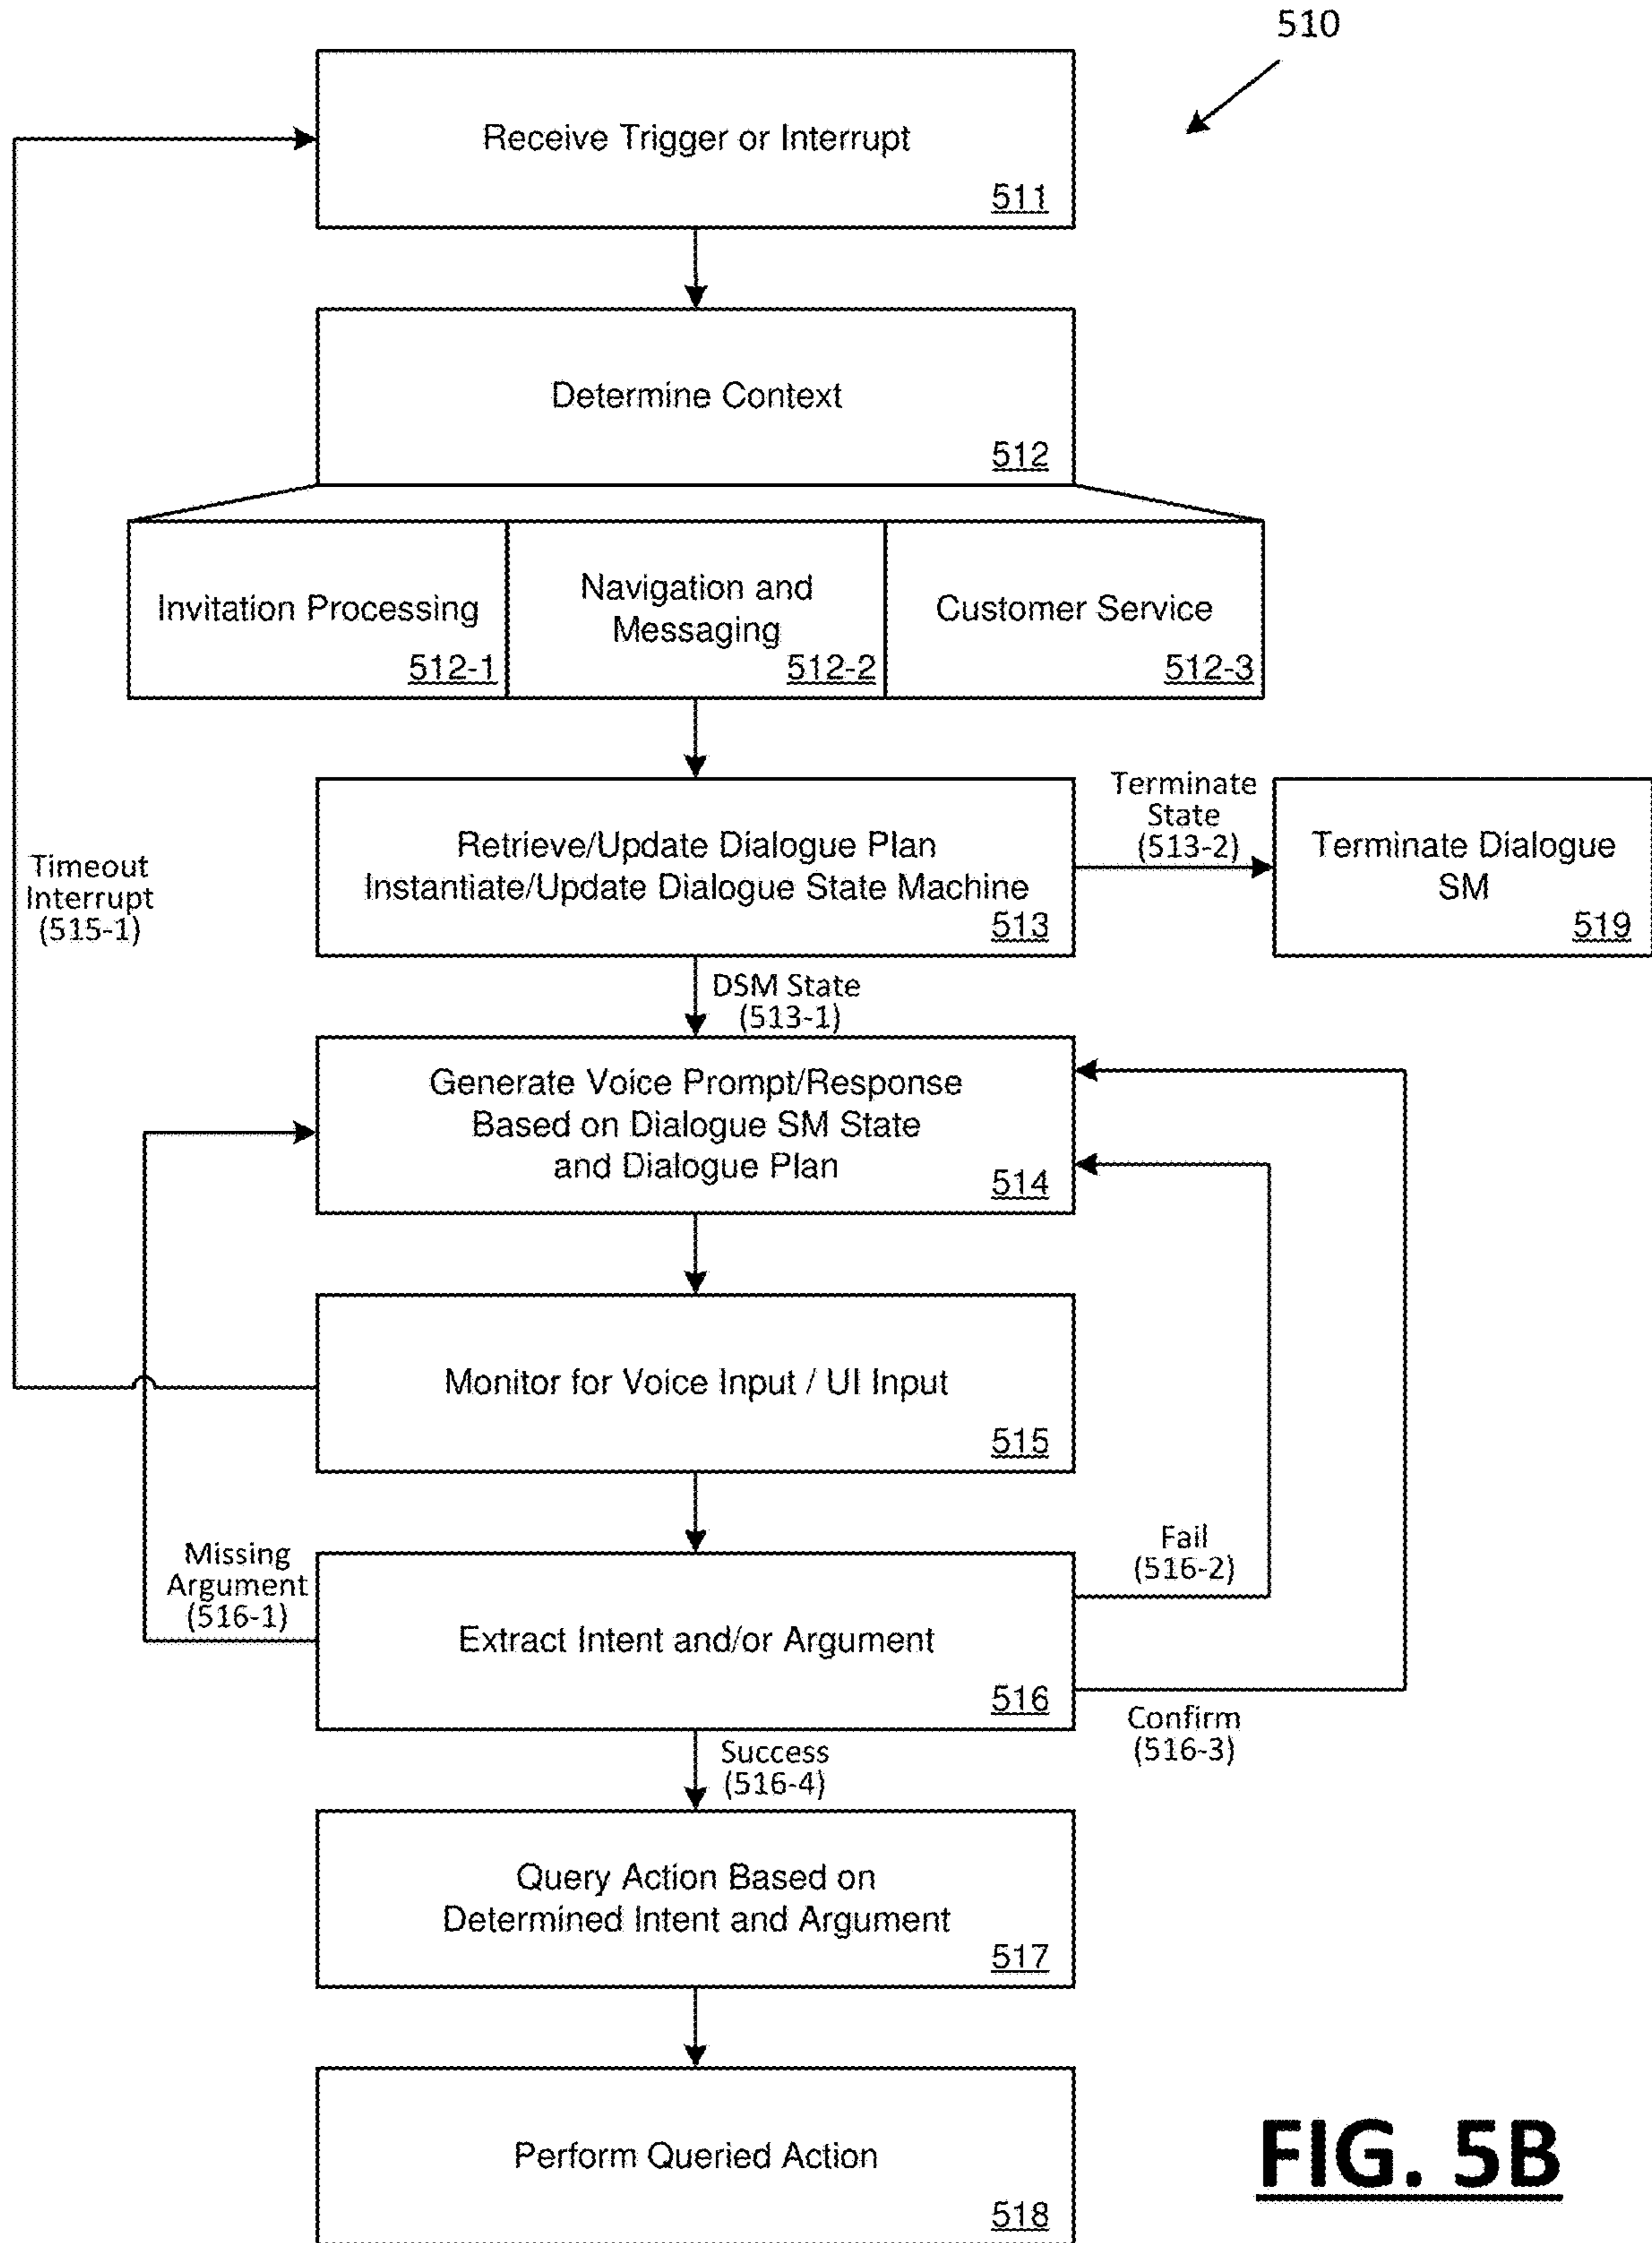 510
Receive Trigger or Interrupt
511
Determine Context
512
Invitation Processing
512-1
Navigation and
Messaging
512-2
Customer Service
512-3
Retrieve/Update Dialogue Plan
Instantiate/Update Dialogue State Machine
513
Terminate
State
(513-2)
Terminate Dialogue
SM
519
Timeout
Interrupt
(515-1)
DSM State
(513-1)
Generate Voice Prompt/Response
Based on Dialogue SM State
and Dialogue Plan
514
Monitor for Voice Input / UI Input
515
Missing
Argument
(516-1)
Fail
(516-2)
Extract Intent and/or Argument
516
Confirm
(516-3)
Success
(516-4)
Query Action Based on
Determined Intent and Argument
517
Perform Queried Action
518
FIG. 5B